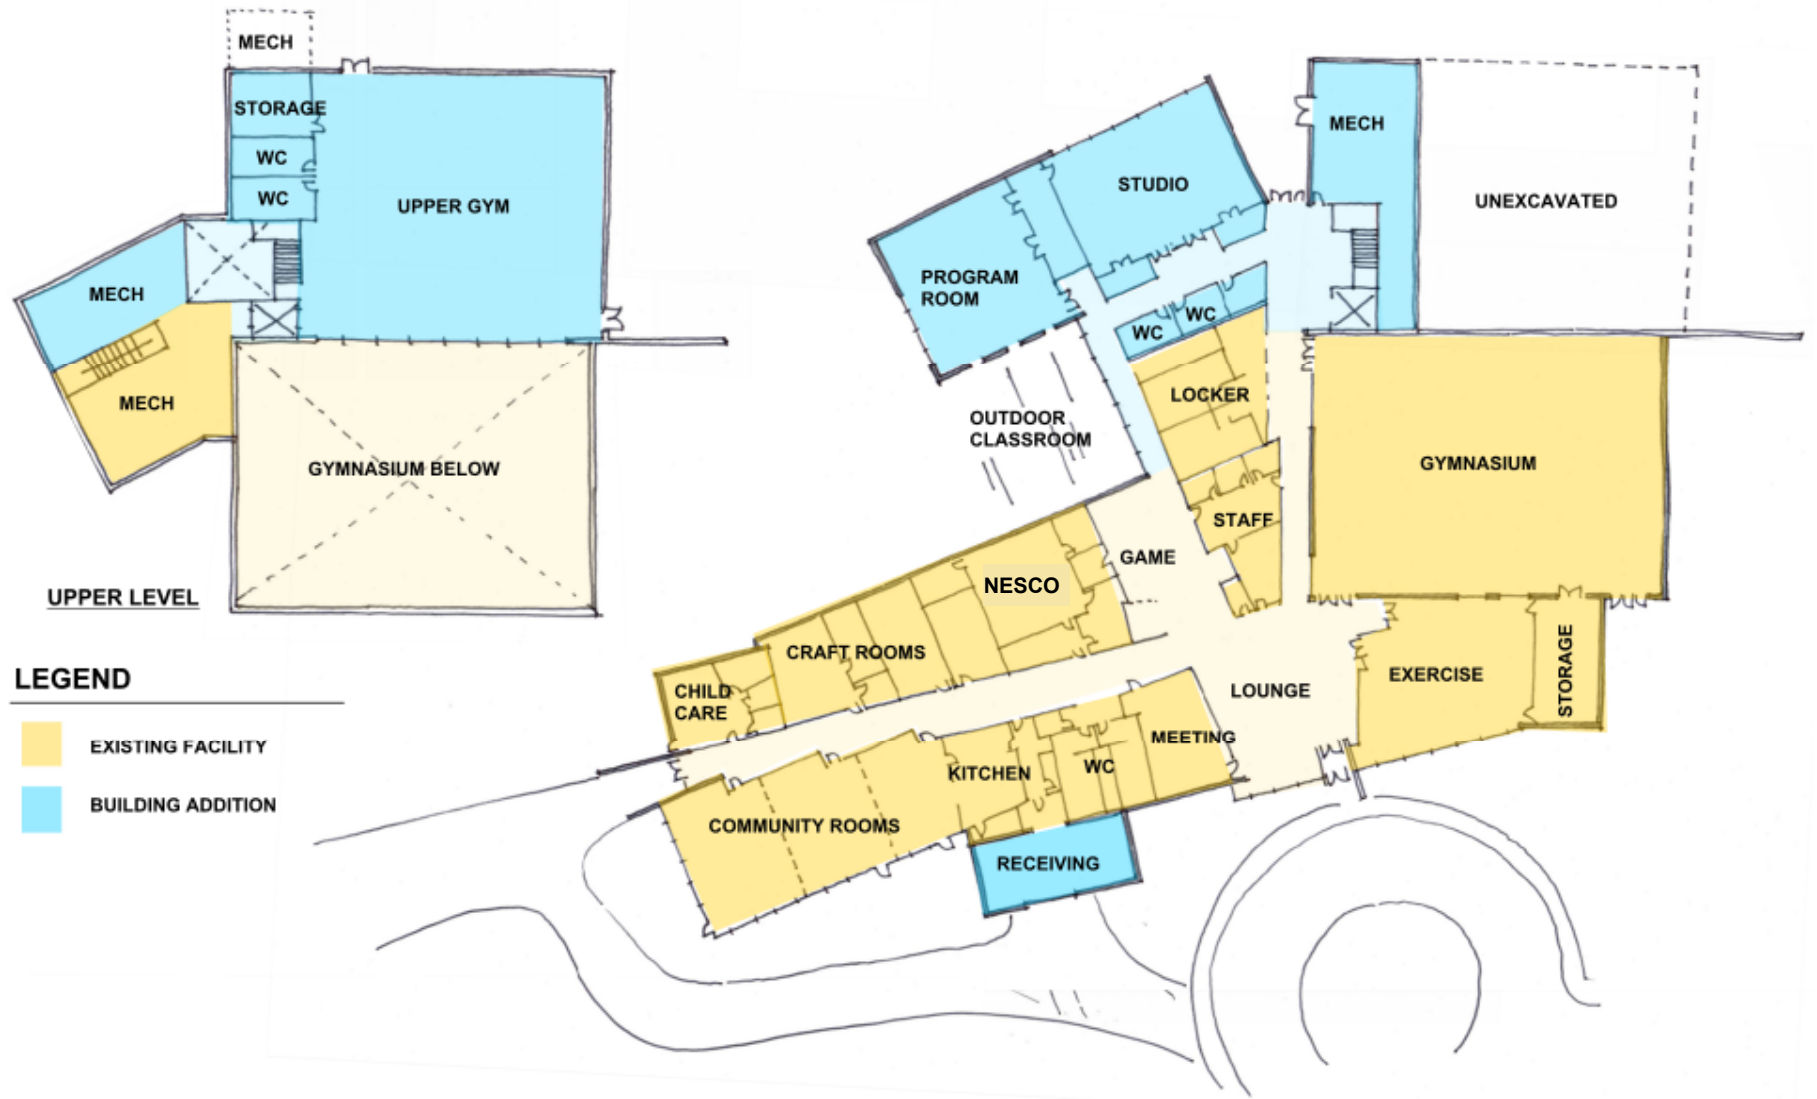 MECH
STORAGE
WC
WC
UPPER GYM
MECH
MECH
GYMNASIUM BELOW
UPPER LEVEL
LEGEND
EXISTING FACILITY
BUILDING ADDITION
MECH
UNEXCAVATED
STUDIO
PROGRAM
ROOM
WC
WC
LOCKER
OUTDOOR
CLASSROOM
GYMNASIUM
STAFF
GAME
NESCO
CRAFT ROOMS
CHILD
CARE
LOUNGE
EXERCISE
STORAGE
MEETING
WC
KITCHEN
COMMUNITY ROOMS
RECEIVING